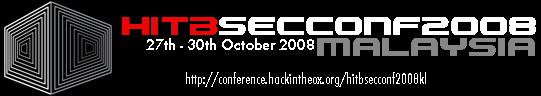 HITBSECCONF2008
27th - 30th October 2008 MALAYSIA
http://conference.hackinthebox.org/hitbsecconf2008kl